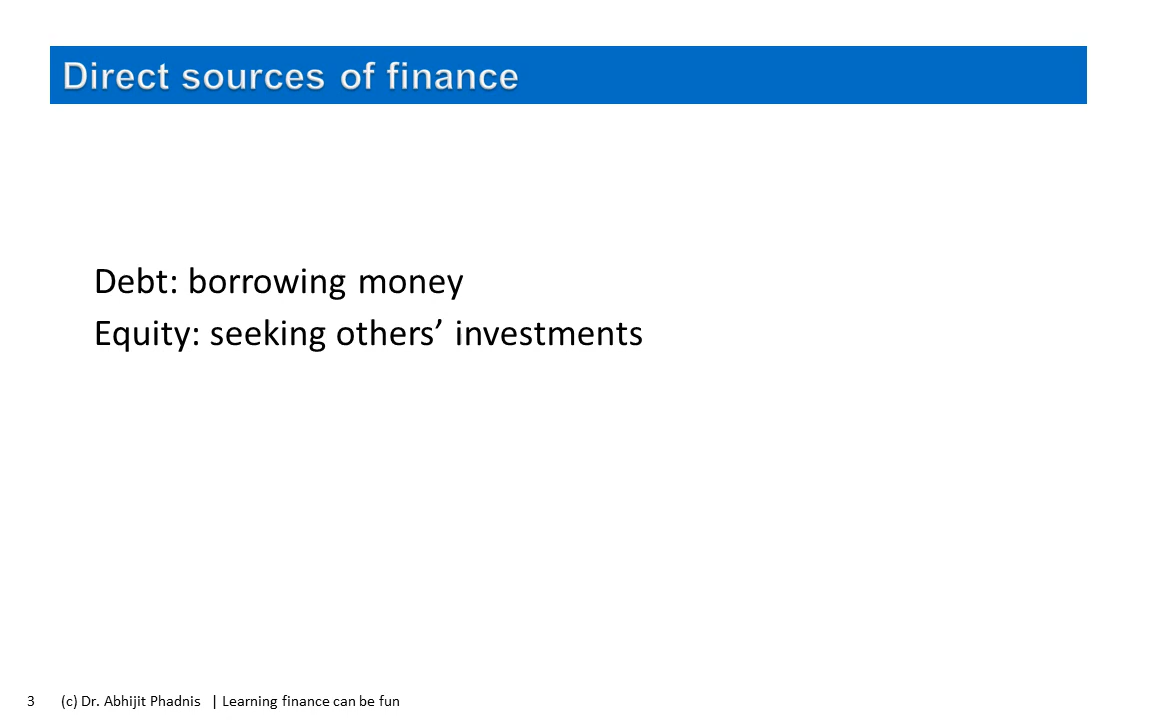 Direct sources of finance
Debt: borrowing money
Equity: seeking others’ investments
3 (c) Dr. Abhijit Phadnis | Learning finance can be fun